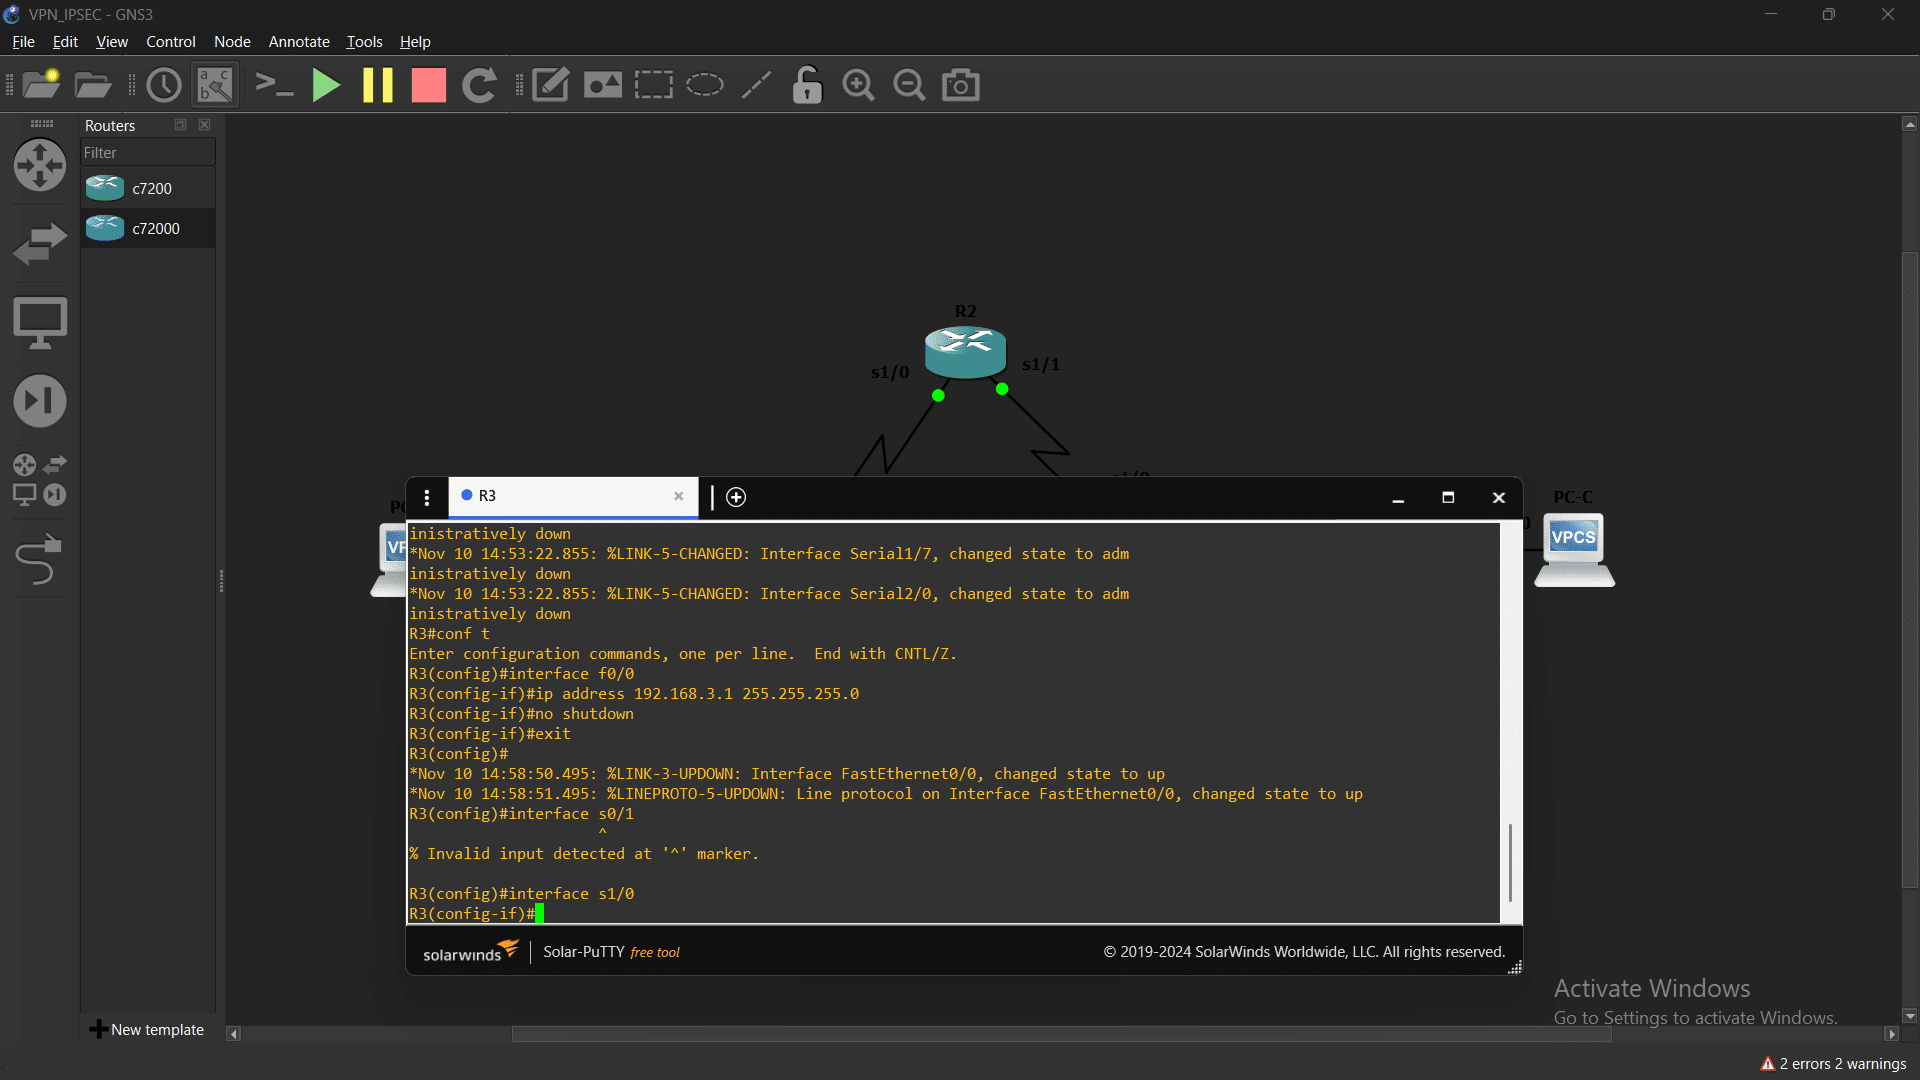 VPN_IPSEC - GNS3
File Edit View Control Node Annotate Tools Help
Routers
Filter
c7200
c72000
R2
s1/0
s1/1
PC-C
VPCS
R3
inistratively down
*Nov 10 14:53:22.855: %LINK-5-CHANGED: Interface Serial1/7, changed state to adm
inistratively down
*Nov 10 14:53:22.855: %LINK-5-CHANGED: Interface Serial2/0, changed state to adm
inistratively down
R3#conf t
Enter configuration commands, one per line.  End with CNTL/Z.
R3(config)#interface f0/0
R3(config-if)#ip address 192.168.3.1 255.255.255.0
R3(config-if)#no shutdown
R3(config-if)#exit
R3(config)#
*Nov 10 14:58:50.495: %LINK-3-UPDOWN: Interface FastEthernet0/0, changed state to up
*Nov 10 14:58:51.495: %LINEPROTO-5-UPDOWN: Line protocol on Interface FastEthernet0/0, changed state to up
R3(config)#interface s0/1
^
% Invalid input detected at '^' marker.
R3(config)#interface s1/0
R3(config-if)#
solarwinds
Solar-PuTTY free tool
© 2019-2024 SolarWinds Worldwide, LLC. All rights reserved.
Activate Windows
Go to Settings to activate Windows.
New template
2 errors 2 warnings